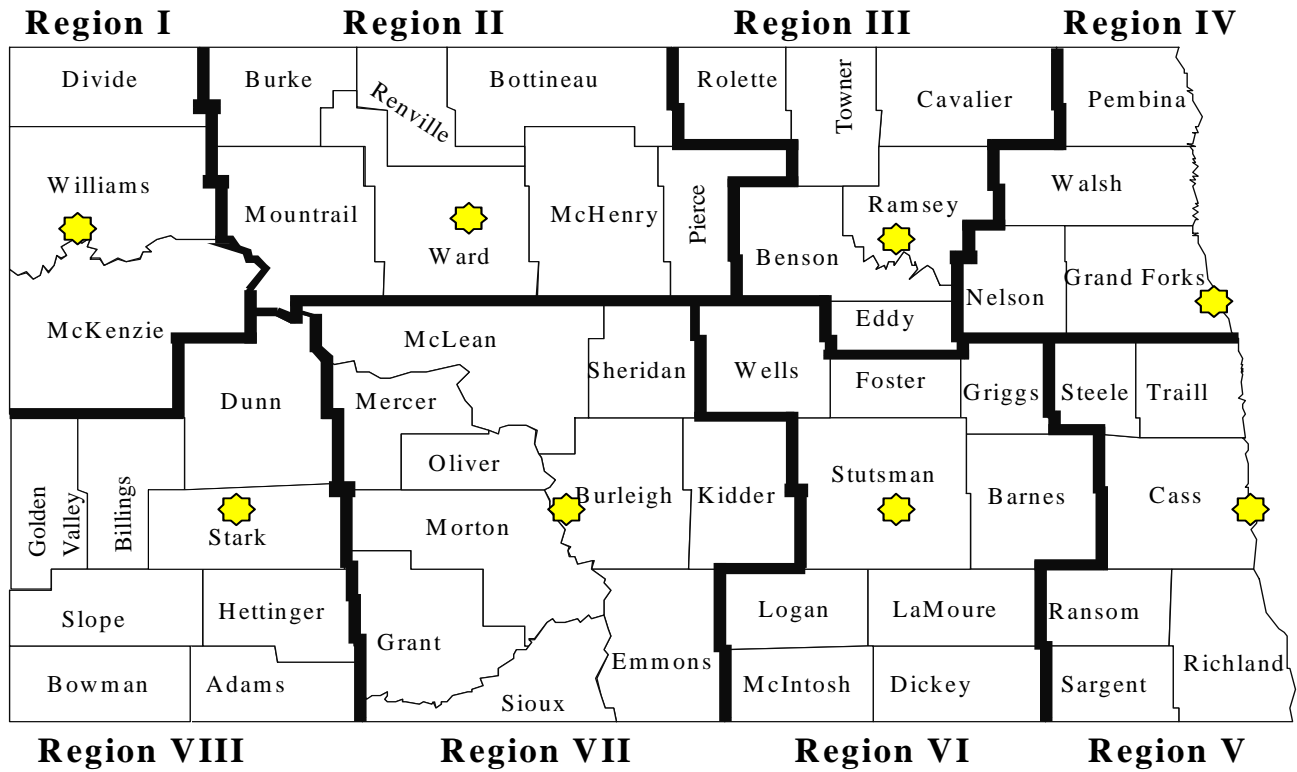 Region I
Region II
Region III
Region IV
Divide
Burke
Renville
Bottineau
Rolette
Towner
Cavalier
Pembina
Williams
Mountrail
Ward
McHenry
Pierce
Benson
Ramsey
Walsh
Nelson
Grand Forks
McKenzie
McLean
Sheridan
Wells
Eddy
Foster
Griggs
Steele
Traill
Dunn
Mercer
Oliver
Golden
Valley
Billings
Stark
Morton
Burleigh
Kidder
Stutsman
Barnes
Cass
Slope
Hettinger
Grant
Emmons
Logan
LaMoure
Ransom
Richland
Bowman
Adams
Sioux
McIntosh
Dickey
Sargent
Region VIII
Region VII
Region VI
Region V